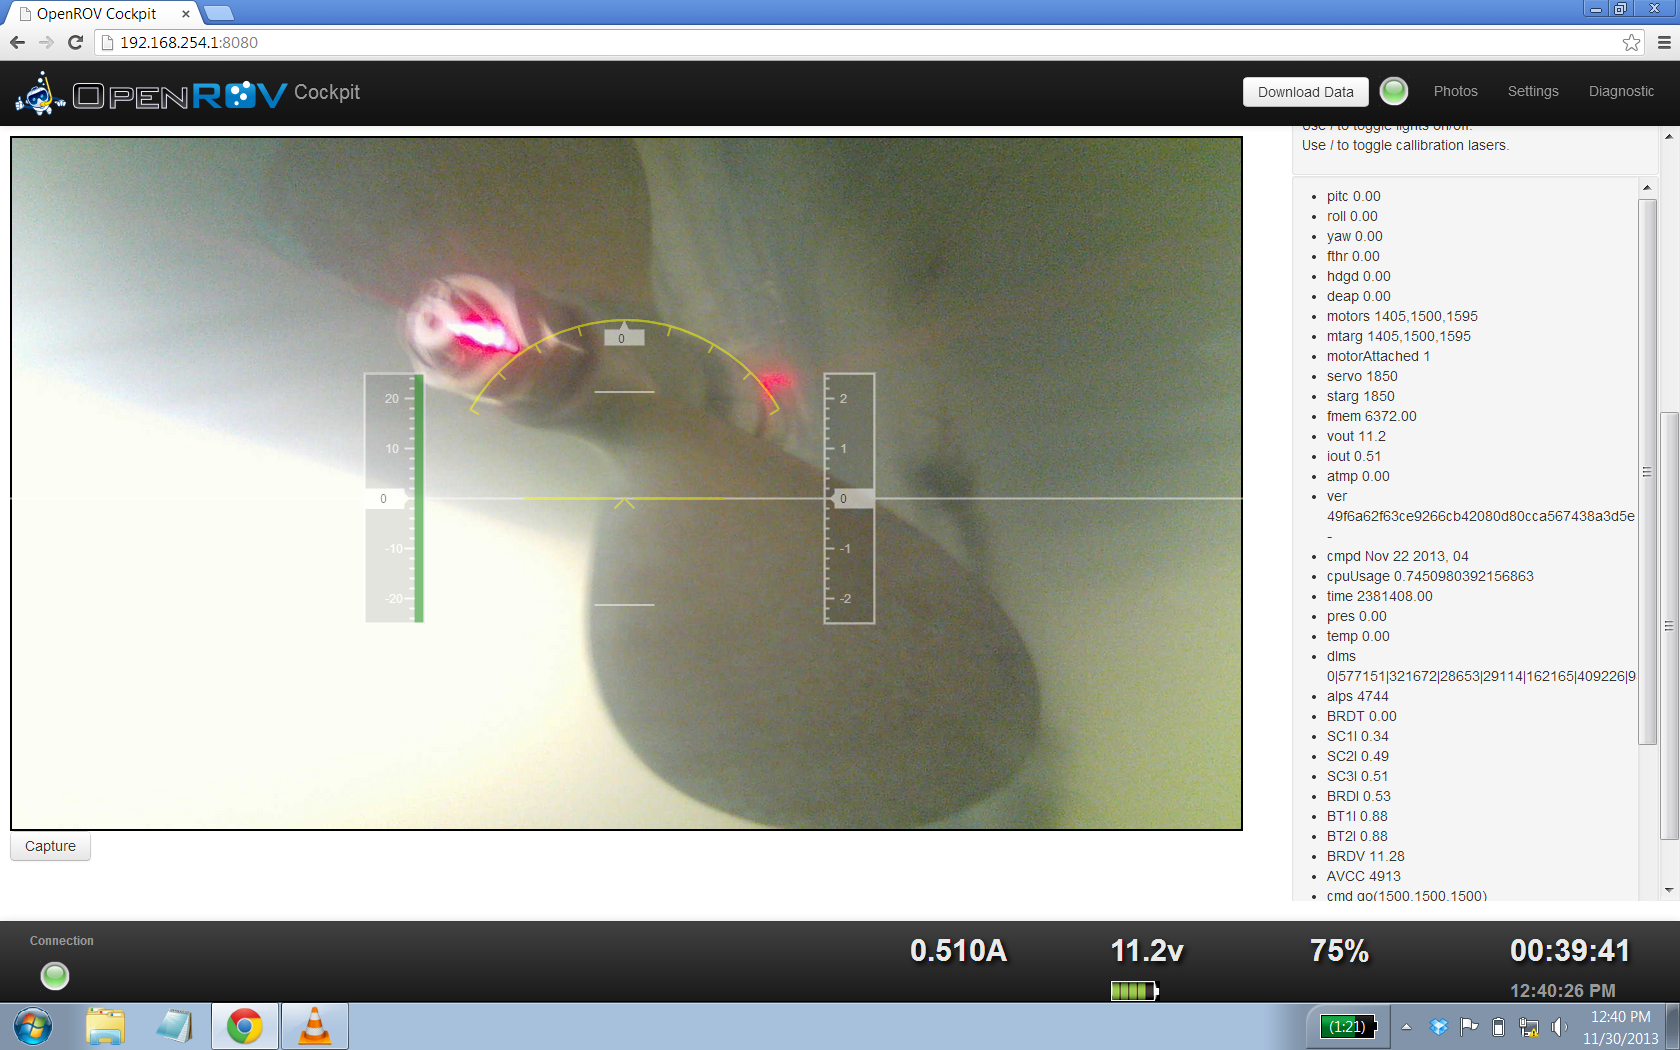 OpenROV Cockpit
192.168.254.1:8080
OPENROV Cockpit
Download Data
Photos
Settings
Diagnostic
Use / to toggle lights on/off.
Use / to toggle callibration lasers.
pitc 0.00
roll 0.00
yaw 0.00
fthr 0.00
hdgd 0.00
deap 0.00
motors 1405,1500,1595
mtarg 1405,1500,1595
motorAttached 1
servo 1850
starg 1850
fmem 6372.00
vout 11.2
iout 0.51
atmp 0.00
ver
49f6a62f63ce9266cb42080d80cca567438a3d5e
-
cmpd Nov 22 2013, 04
cpuUsage 0.7450980392156863
time 2381408.00
pres 0.00
temp 0.00
dlms
0|577151|321672|28653|29114|162165|409226|9
alps 4744
BRDT 0.00
SC1I 0.34
SC2I 0.49
SC3I 0.51
BRDI 0.53
BT1I 0.88
BT2I 0.88
BRDV 11.28
AVCC 4913
cmd go(1500,1500,1500)
0
20
10
0
-10
-20
2
1
0
-1
-2
Capture
Connection
0.510A
11.2v
75%
00:39:41
12:40:26 PM
(1:21)
12:40 PM
11/30/2013